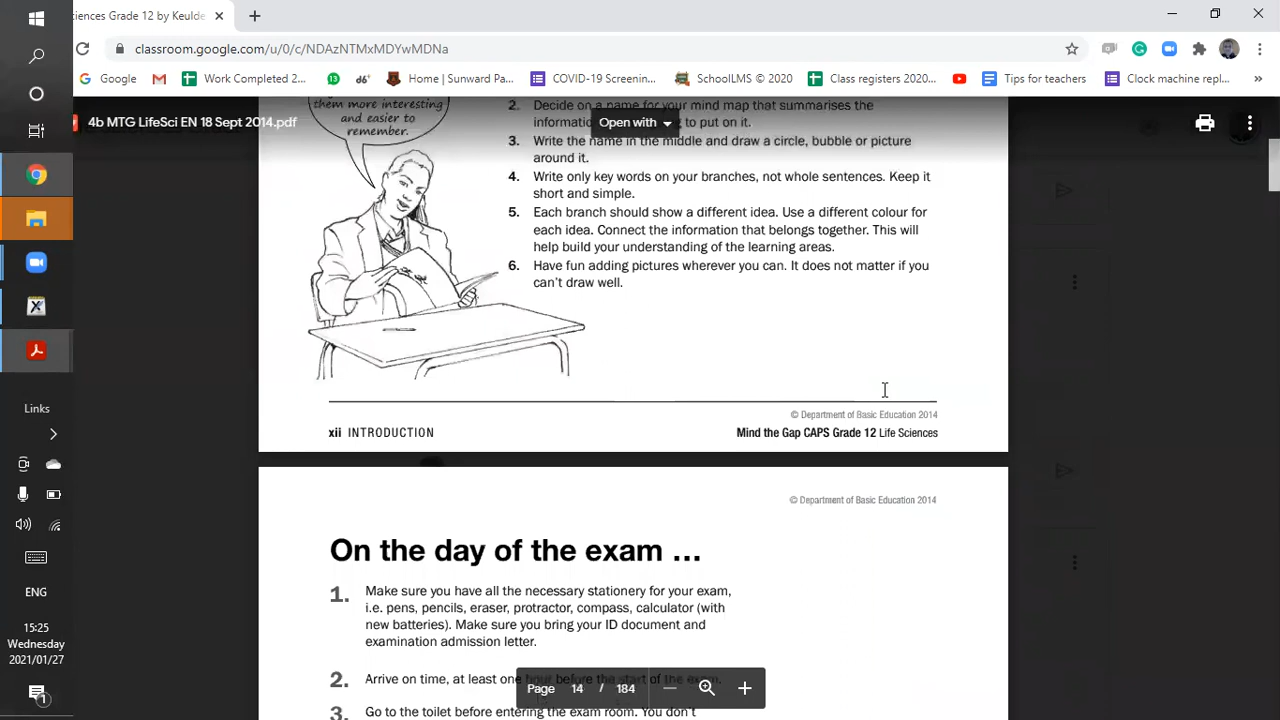 ciences Grade 12 by Keulde
classroom.google.com/u/0/c/NDAzNTMxMDYwMDNa
Google
Work Completed 2...
13
d6
Home | Sunward Pa...
COVID-19 Screenin...
SchoolLMS © 2020
Class registers 2020...
Tips for teachers
Clock machine repl...
4b MTG LifeSci EN 18 Sept 2014.pdf
Open with
them more interesting
and easier to
remember.
2. Decide on a name for your mind map that summarises the
to put on it.
3. Write the name in the middle and draw a circle, bubble or picture
around it.
4. Write only key words on your branches, not whole sentences. Keep it
short and simple.
5. Each branch should show a different idea. Use a different colour for
each idea. Connect the information that belongs together. This will
help build your understanding of the learning areas.
6. Have fun adding pictures wherever you can. It does not matter if you
can't draw well.
© Department of Basic Education 2014
xii INTRODUCTION
Mind the Gap CAPS Grade 12 Life Sciences
© Department of Basic Education 2014
On the day of the exam ...
1. Make sure you have all the necessary stationery for your exam,
i.e. pens, pencils, eraser, protractor, compass, calculator (with
new batteries). Make sure you bring your ID document and
examination admission letter.
2. Arrive on time, at least one hour before the start of the exam.
3. Go to the toilet before entering the exam room. You don't
Page 14 / 184
Links
ENG
15:25
Wednesday
2021/01/27
1